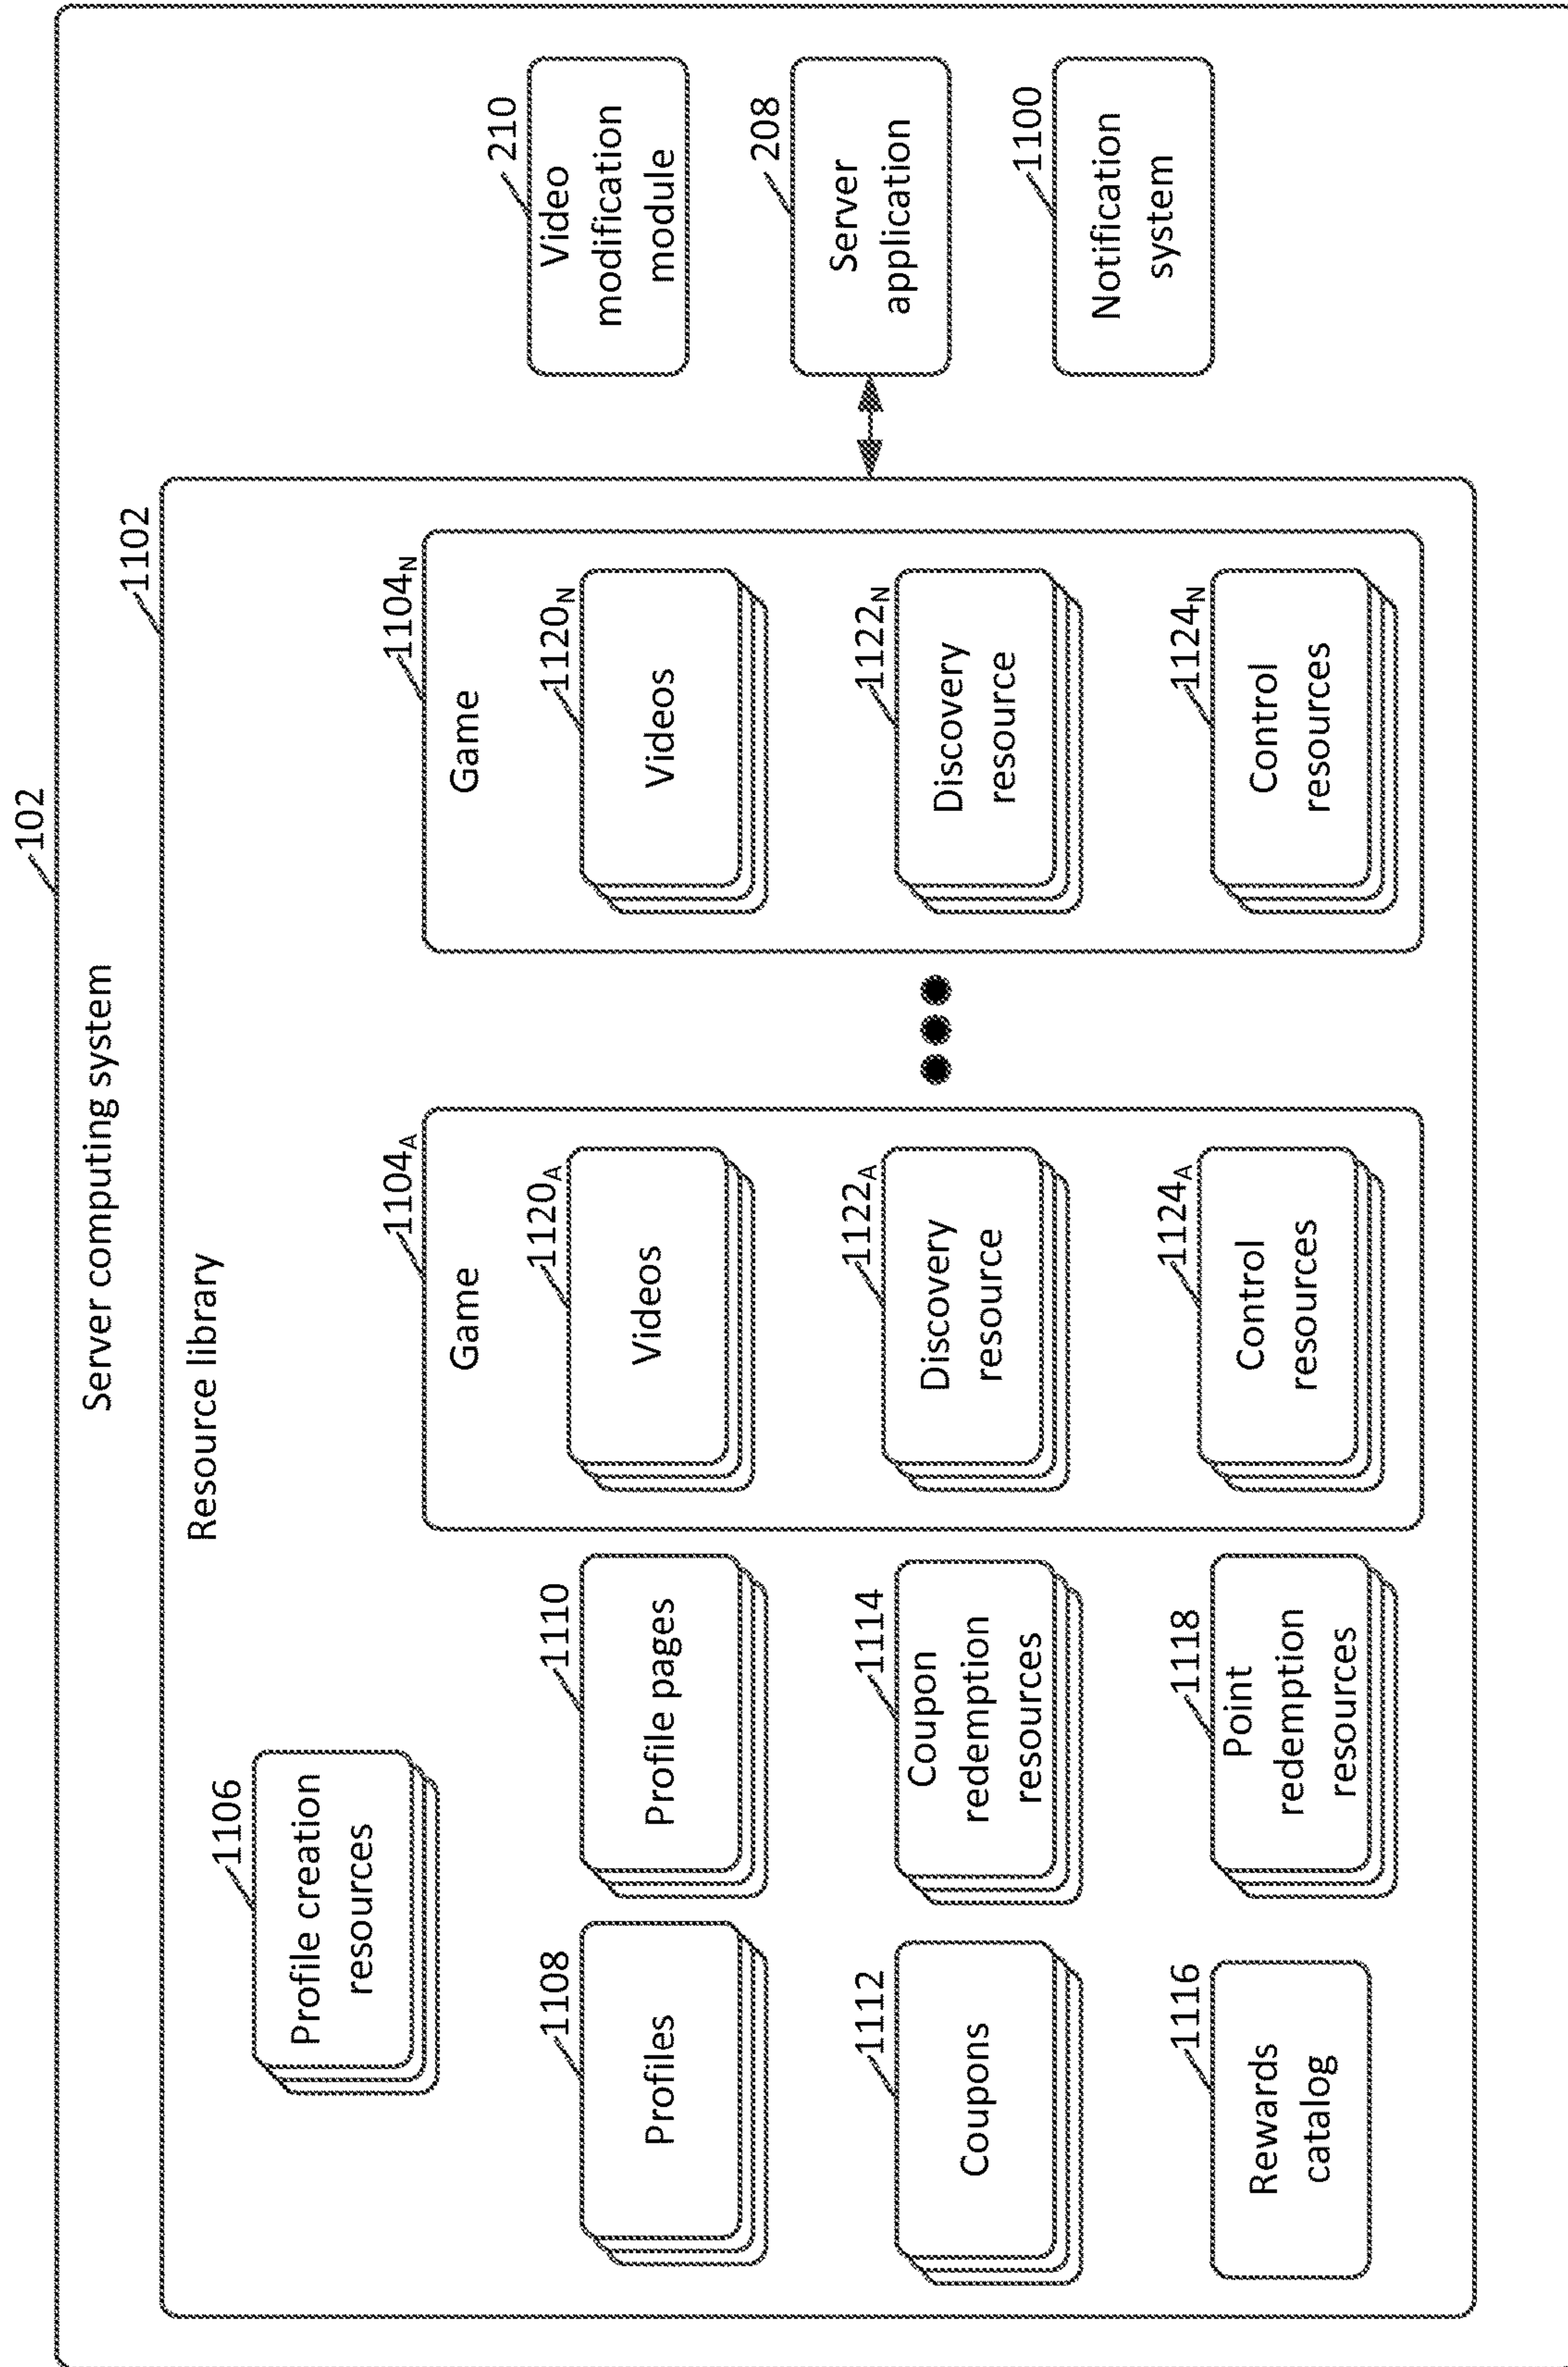 102
Server computing system
1102
Resource library
1106
Profile creation
resources
1108
Profiles
1110
Profile pages
1112
Coupons
1114
Coupon
redemption
resources
1116
Rewards
catalog
1118
Point
redemption
resources
1104A
Game
1120A
Videos
1122A
Discovery
resource
1124A
Control
resources
1104N
Game
1120N
Videos
1122N
Discovery
resource
1124N
Control
resources
210
Video
modification
module
208
Server
application
1100
Notification
system